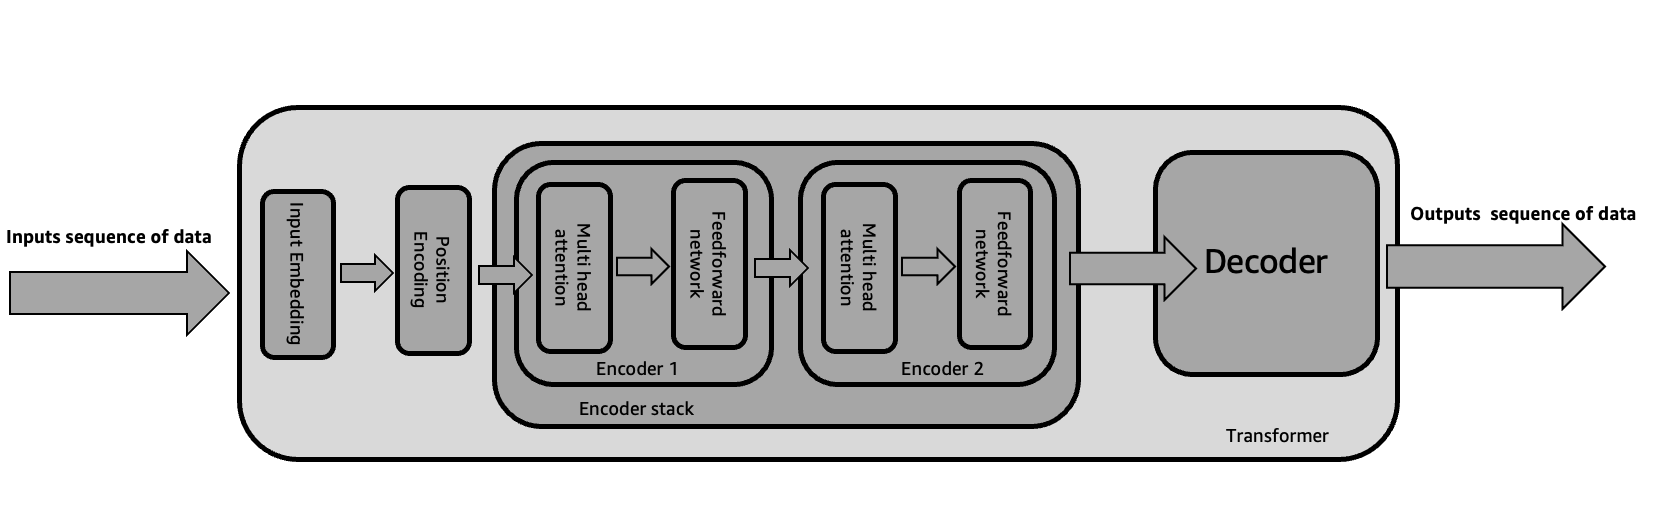 Inputs sequence of data
Input Embedding
Position
Encoding
Multi head
attention
Feedforward
network
Encoder 1
Multi head
attention
Feedforward
network
Encoder 2
Encoder stack
Decoder
Transformer
Outputs  sequence of data